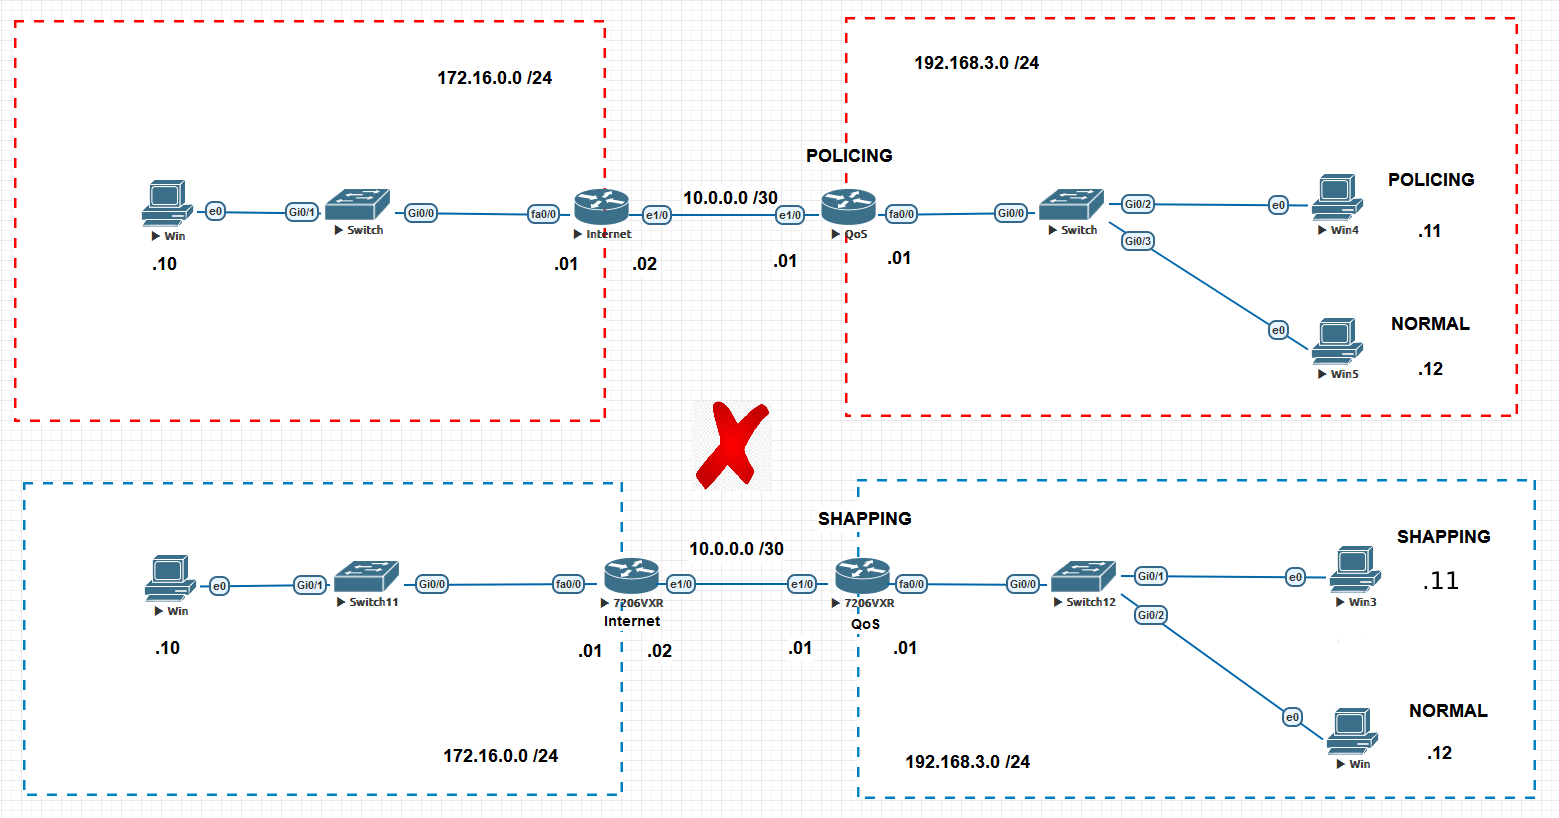 172.16.0.0 /24
192.168.3.0 /24
POLICING
10.0.0.0 /30
POLICING
e0
Gi0/1
Gi0/0
fa0/0
e1/0
e1/0
fa0/0
Gi0/0
Gi0/2
e0
Win
Switch
Internet
QoS
Switch
Win4
.10
.01
.02
.01
.01
.11
Gi0/3
e0
Win5
NORMAL
.12
SHAPPING
10.0.0.0 /30
SHAPPING
e0
Gi0/1
Gi0/0
fa0/0
e1/0
e1/0
fa0/0
Gi0/0
Gi0/1
e0
Win
Switch11
7206VXR
Internet
7206VXR
QoS
Switch12
Win3
.11
.10
.01
.02
.01
.01
Gi0/2
e0
Win
NORMAL
.12
172.16.0.0 /24
192.168.3.0 /24